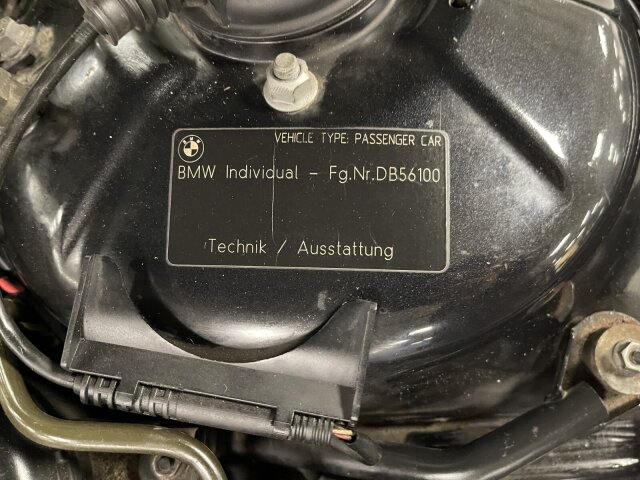 VEHICLE TYPE: PASSENGER CAR
BMW Individual - Fg.Nr.DB56100
Technik / Ausstattung